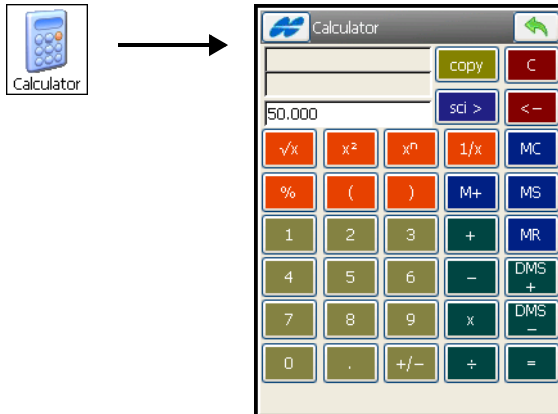 Calculator
Calculator
copy C
50.000 sci > <-
√x x² xⁿ 1/x MC
% ( ) M+ MS
1 2 3 + MR
4 5 6 - DMS +
7 8 9 x DMS -
0 . +/- ÷ =